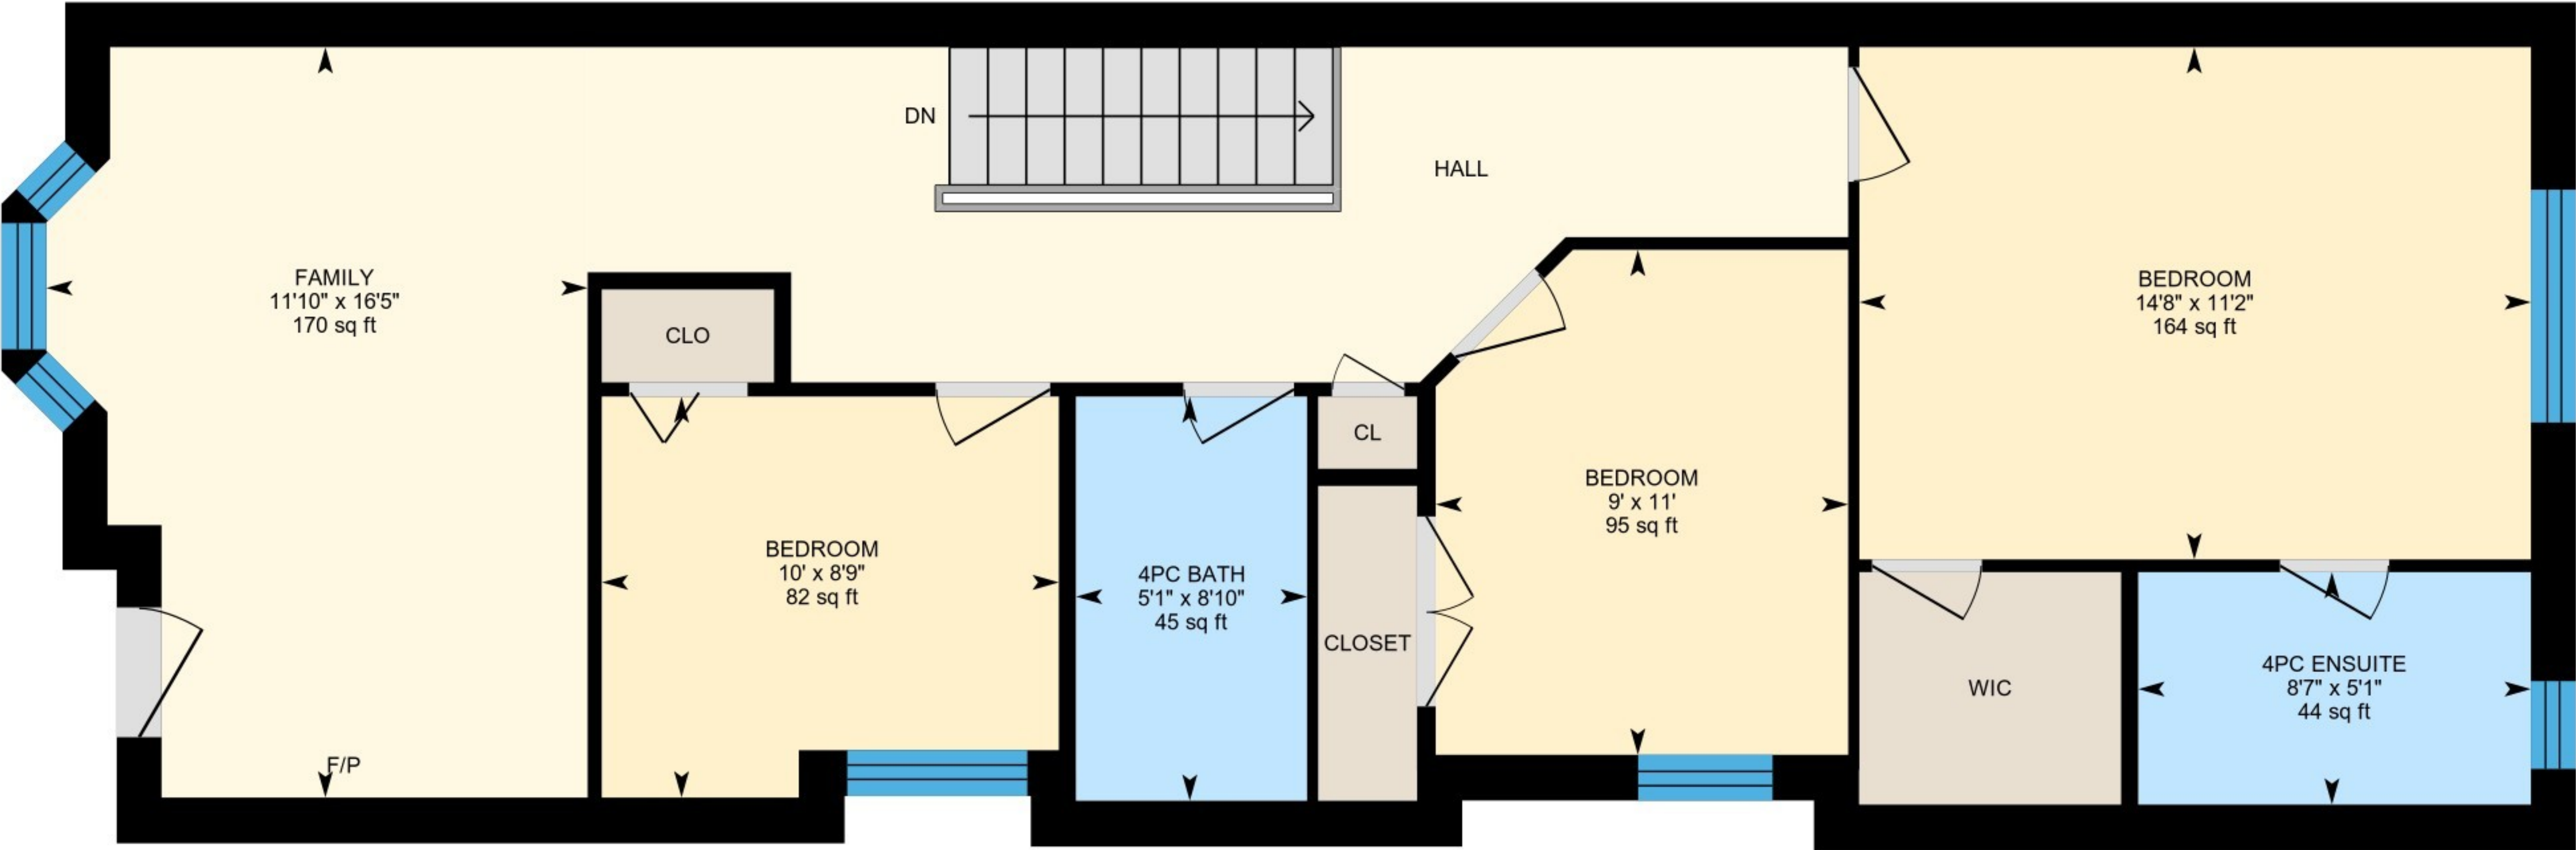 DN
HALL
FAMILY
11'10" x 16'5"
170 sq ft
CLO
BEDROOM
14'8" x 11'2"
164 sq ft
CL
BEDROOM
9' x 11'
95 sq ft
BEDROOM
10' x 8'9"
82 sq ft
4PC BATH
5'1" x 8'10"
45 sq ft
CLOSET
WIC
4PC ENSUITE
8'7" x 5'1"
44 sq ft
F/P